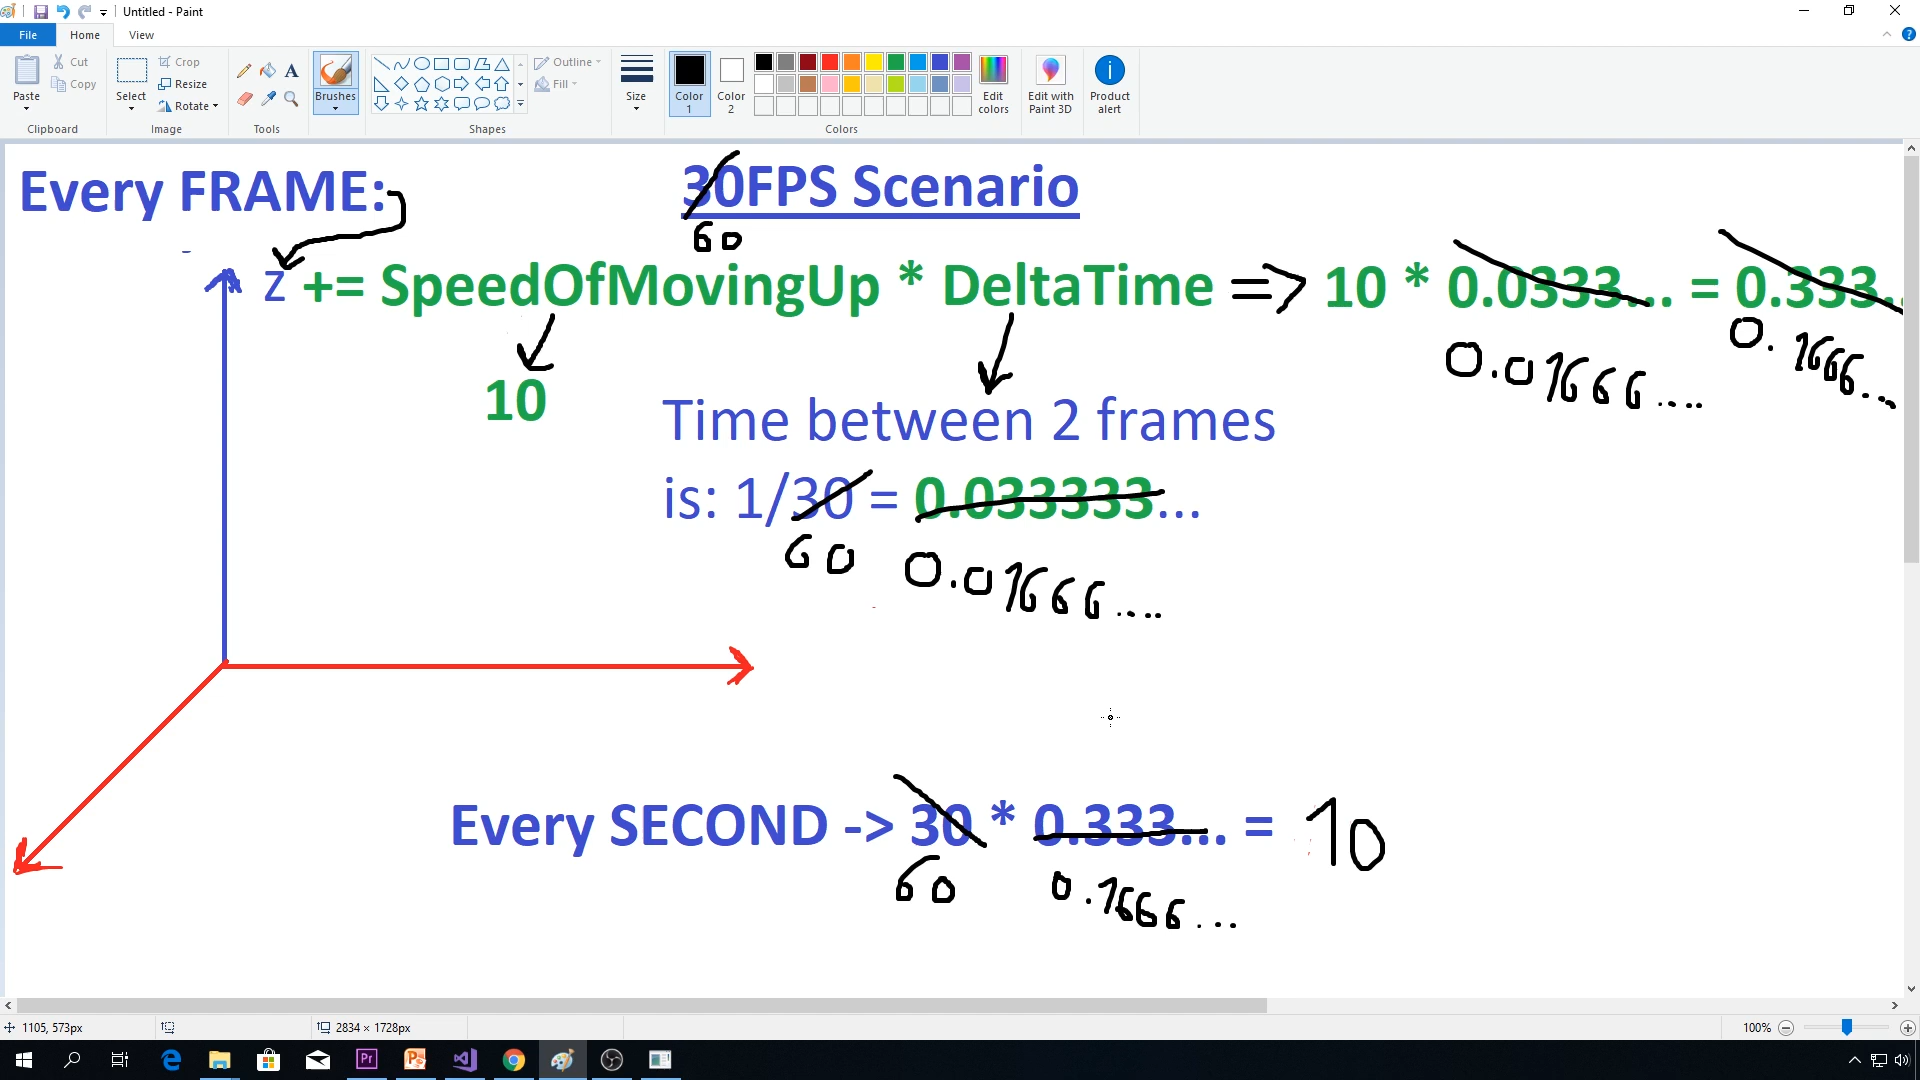 Untitled - Paint
File Home View
Paste Cut Copy Clipboard
Select Crop Resize Rotate Image
Tools
Brushes
Outline Fill Shapes
Size
Color 1 Color 2 Edit colors Colors
Edit with Paint 3D
Product alert
Every FRAME:
30FPS Scenario
60
z += SpeedOfMovingUp * DeltaTime => 10 * 0.0333... = 0.333..
0.01666.... 0.1666...
10
Time between 2 frames
is: 1/30 = 0.033333...
60 0.01666....
Every SECOND -> 30 * 0.333... = 10
60 0.1666...
1105, 573px 2834 × 1728px 100%